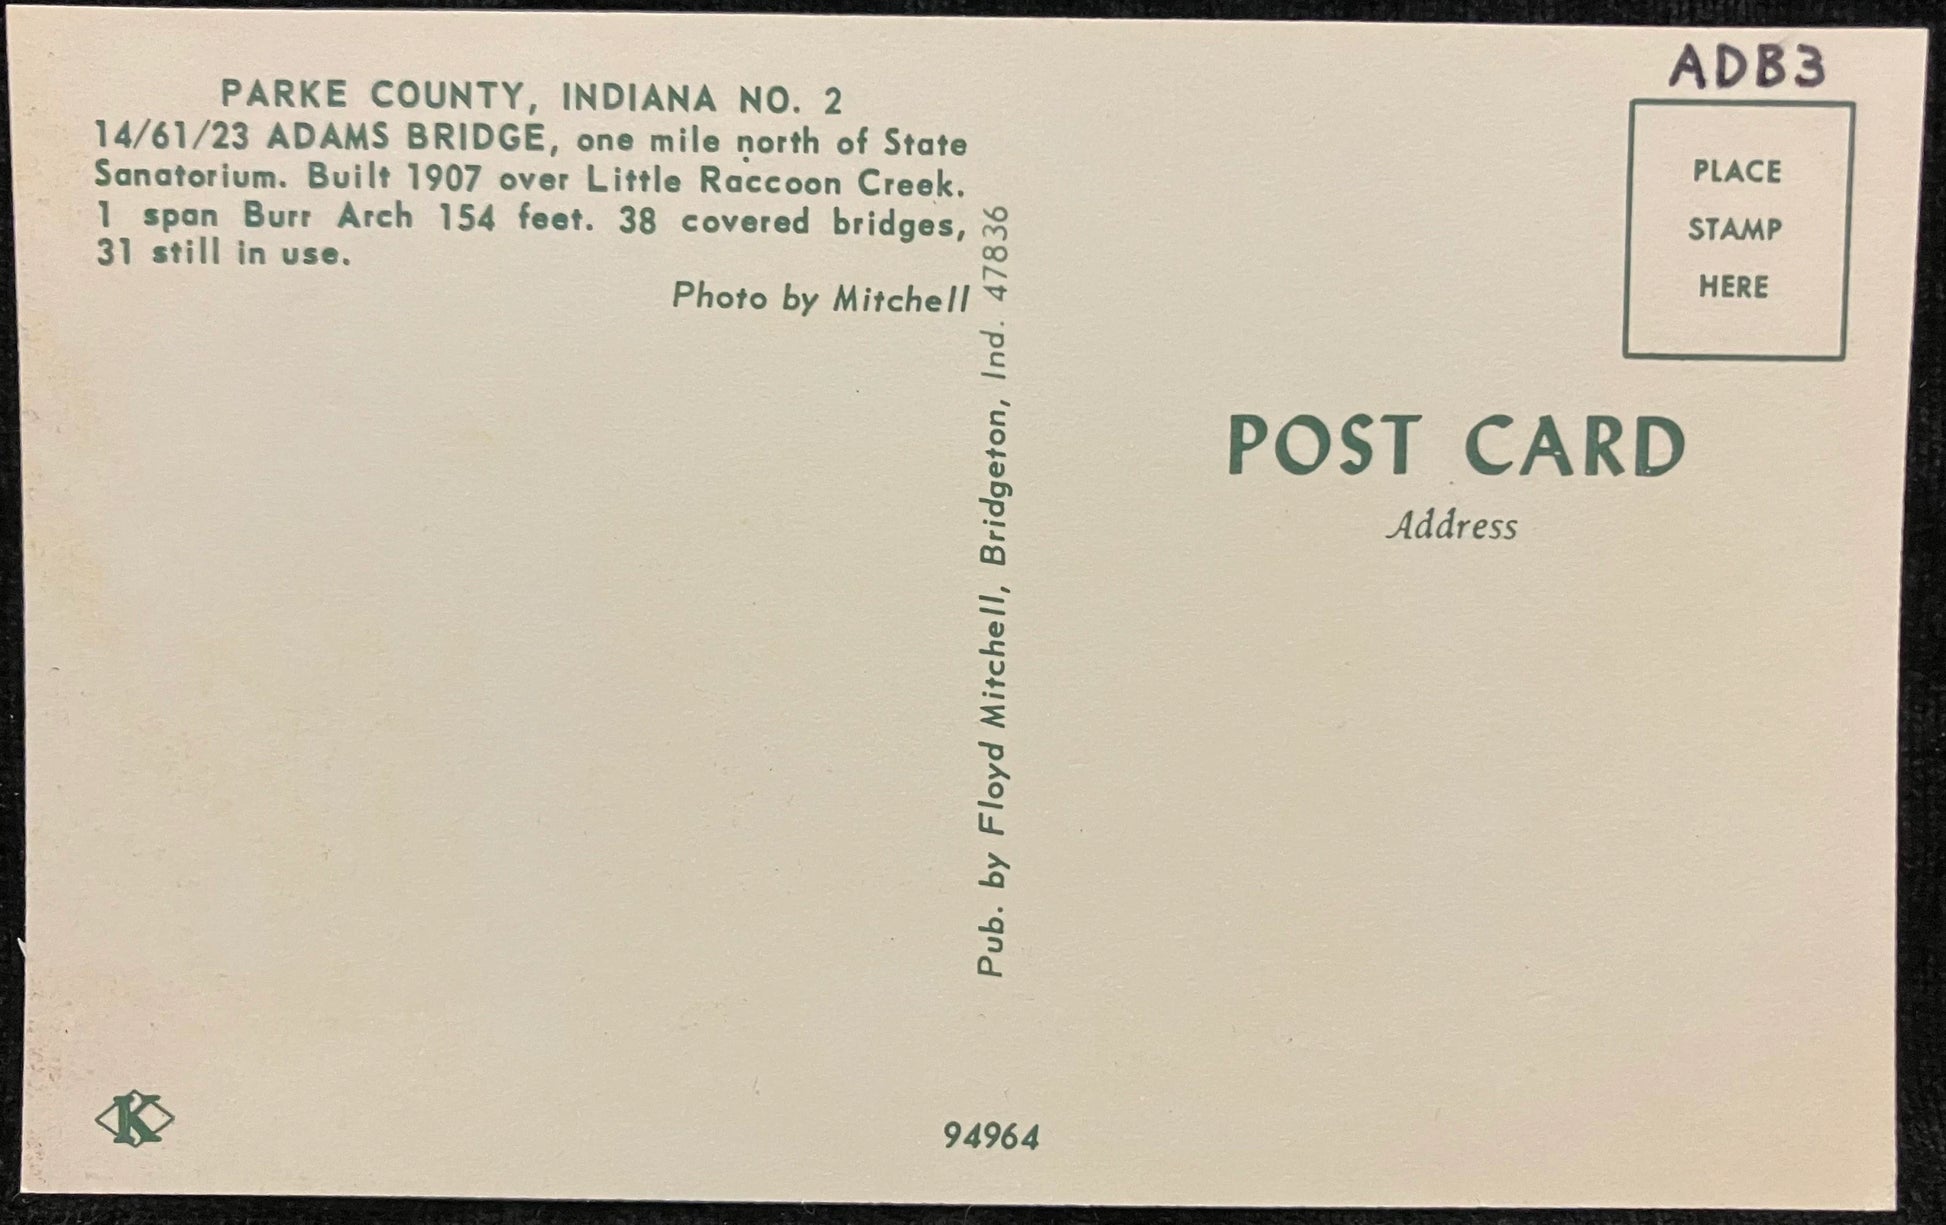 PARKE COUNTY, INDIANA NO. 2
14/61/23 ADAMS BRIDGE, one mile north of State
Sanatorium. Built 1907 over Little Raccoon Creek.
1 span Burr Arch 154 feet. 38 covered bridges,
31 still in use.
Photo by Mitchell
Pub. by Floyd Mitchell, Bridgeton, Ind. 47836
ADB3
PLACE
STAMP
HERE
POST CARD
Address
K
94964